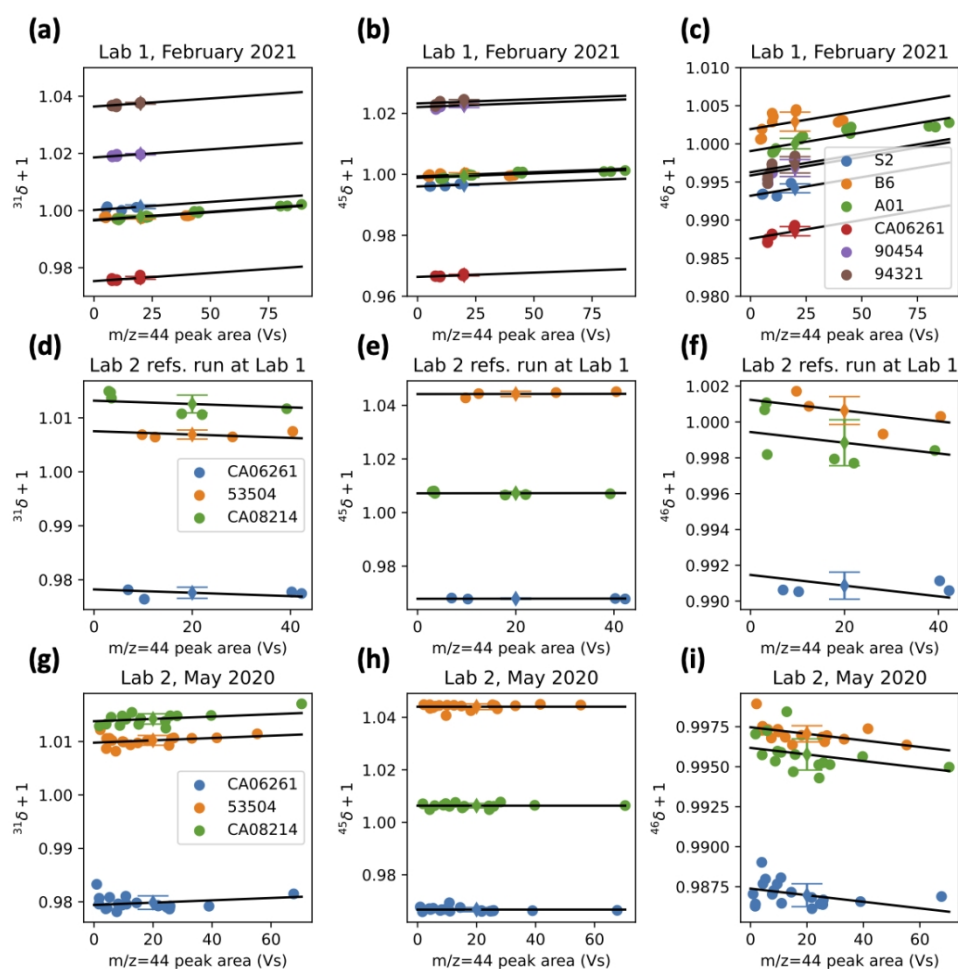 (a)
Lab 1, February 2021
1.04
1.02
1.00
0.98
³¹δ + 1
0 25 50 75
m/z=44 peak area (Vs)
(b)
Lab 1, February 2021
1.02
1.00
0.98
0.96
⁴⁵δ + 1
0 25 50 75
m/z=44 peak area (Vs)
(c)
Lab 1, February 2021
1.010
1.005
1.000
0.995
0.990
0.985
0.980
⁴⁶δ + 1
S2
B6
A01
CA06261
90454
94321
0 25 50 75
m/z=44 peak area (Vs)
(d)
Lab 2 refs. run at Lab 1
1.01
1.00
0.99
0.98
³¹δ + 1
CA06261
53504
CA08214
0 20 40
m/z=44 peak area (Vs)
(e)
Lab 2 refs. run at Lab 1
1.04
1.02
1.00
0.98
⁴⁵δ + 1
0 20 40
m/z=44 peak area (Vs)
(f)
Lab 2 refs. run at Lab 1
1.002
1.000
0.998
0.996
0.994
0.992
0.990
⁴⁶δ + 1
0 20 40
m/z=44 peak area (Vs)
(g)
Lab 2, May 2020
1.01
1.00
0.99
0.98
³¹δ + 1
CA06261
53504
CA08214
0 20 40 60
m/z=44 peak area (Vs)
(h)
Lab 2, May 2020
1.04
1.02
1.00
0.98
⁴⁵δ + 1
0 20 40 60
m/z=44 peak area (Vs)
(i)
Lab 2, May 2020
0.9975
0.9950
0.9925
0.9900
0.9875
⁴⁶δ + 1
0 20 40 60
m/z=44 peak area (Vs)